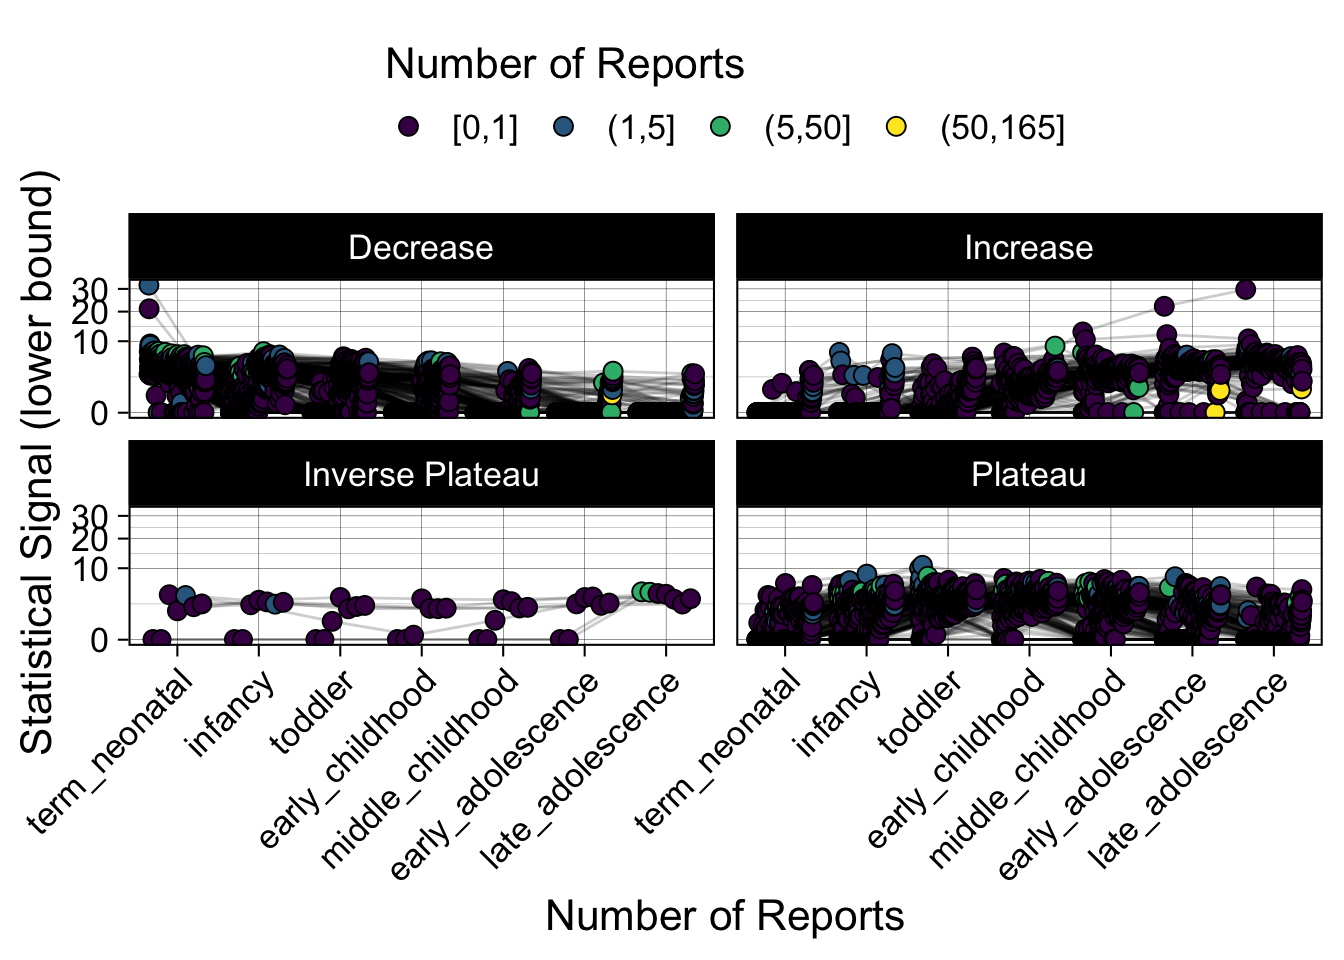 Number of Reports
[0,1] (1,5] (5,50] (50,165]
Statistical Signal (lower bound)
Decrease
Increase
30
20
10
0
Inverse Plateau
Plateau
30
20
10
0
term_neonatal
infancy
toddler
early_childhood
middle_childhood
early_adolescence
late_adolescence
term_neonatal
infancy
toddler
early_childhood
middle_childhood
early_adolescence
late_adolescence
Number of Reports